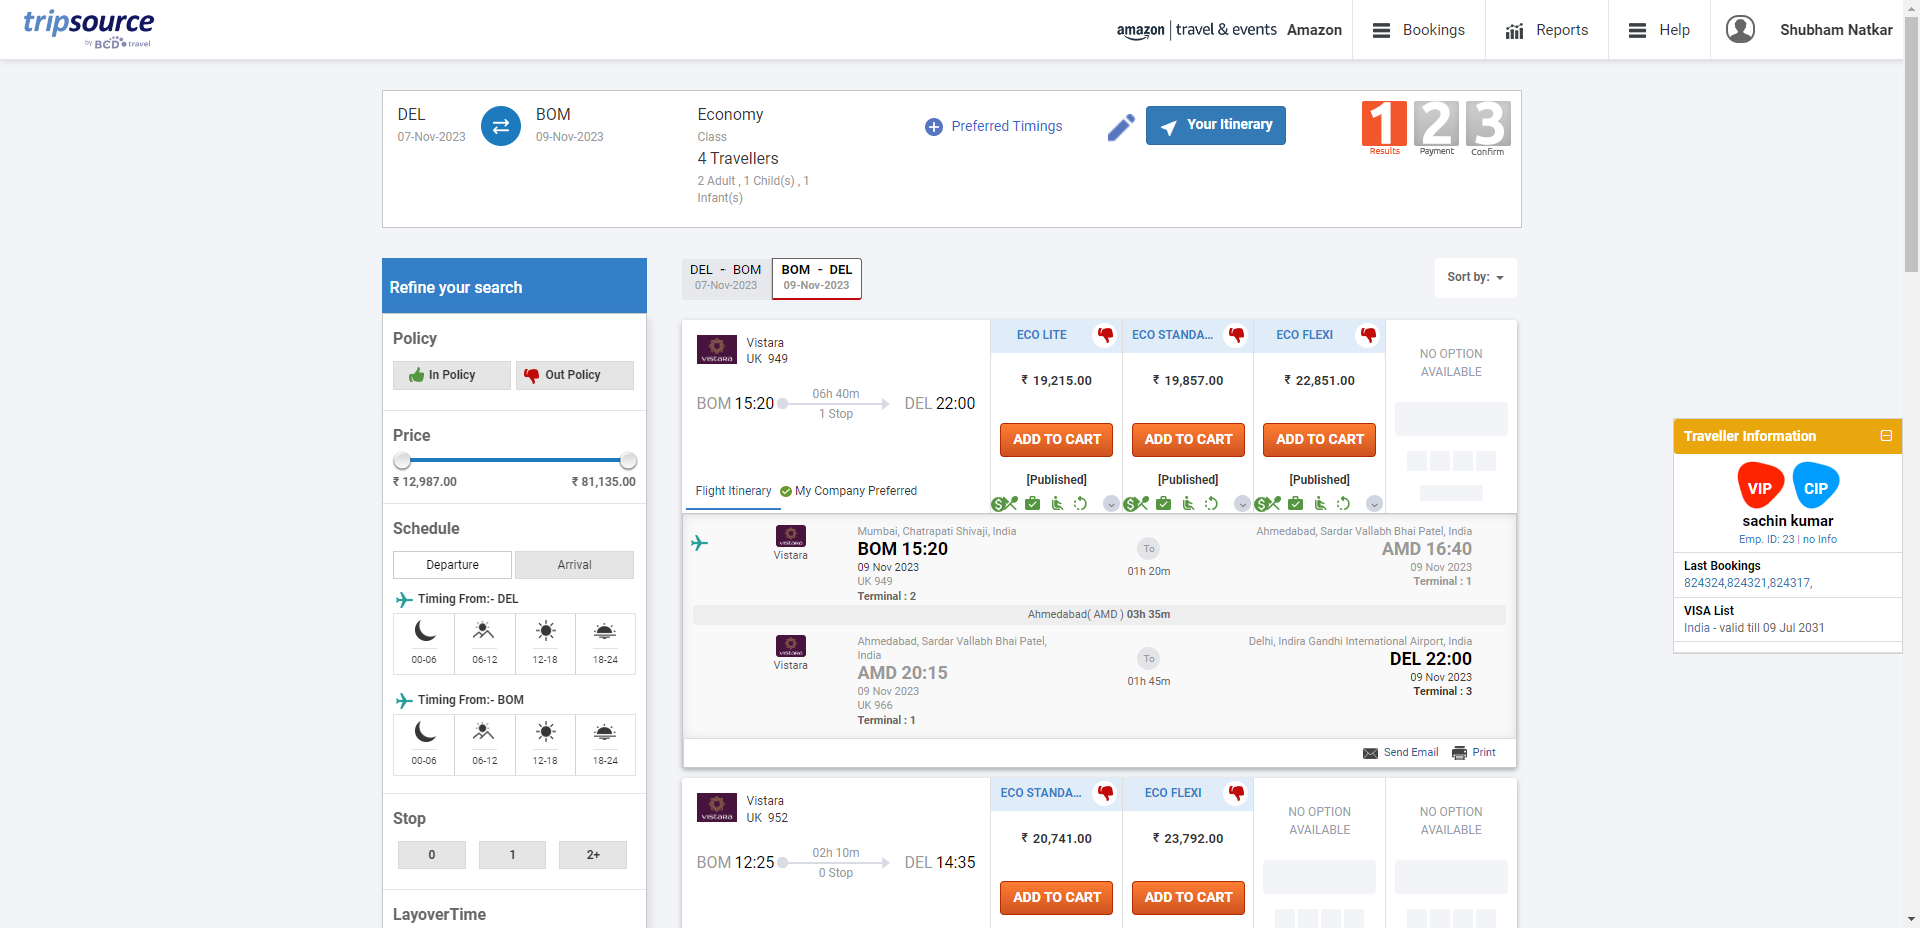 tripsource
by BCD travel
amazon | travel & events Amazon
Bookings
Reports
Help
Shubham Natkar
DEL
07-Nov-2023
BOM
09-Nov-2023
Economy
Class
4 Travellers
2 Adult , 1 Child(s) , 1
Infant(s)
Preferred Timings
Your Itinerary
1
Results
2
Payment
3
Confirm
Refine your search
Policy
In Policy
Out Policy
Price
₹ 12,987.00
₹ 81,135.00
Schedule
Departure
Arrival
Timing From:- DEL
00-06
06-12
12-18
18-24
Timing From:- BOM
00-06
06-12
12-18
18-24
Stop
0
1
2+
LayoverTime
DEL - BOM
07-Nov-2023
BOM - DEL
09-Nov-2023
Sort by:
VISTARA
Vistara
UK 949
BOM 15:20
06h 40m
1 Stop
DEL 22:00
Flight Itinerary
My Company Preferred
ECO LITE
₹ 19,215.00
ADD TO CART
[Published]
ECO STANDA...
₹ 19,857.00
ADD TO CART
[Published]
ECO FLEXI
₹ 22,851.00
ADD TO CART
[Published]
NO OPTION
AVAILABLE
VISTARA
Vistara
Mumbai, Chatrapati Shivaji, India
BOM 15:20
09 Nov 2023
UK 949
Terminal : 2
To
01h 20m
Ahmedabad, Sardar Vallabh Bhai Patel, India
AMD 16:40
09 Nov 2023
Terminal : 1
Ahmedabad( AMD ) 03h 35m
VISTARA
Vistara
Ahmedabad, Sardar Vallabh Bhai Patel,
India
AMD 20:15
09 Nov 2023
UK 966
Terminal : 1
To
01h 45m
Delhi, Indira Gandhi International Airport, India
DEL 22:00
09 Nov 2023
Terminal : 3
Send Email
Print
VISTARA
Vistara
UK 952
BOM 12:25
02h 10m
0 Stop
DEL 14:35
ECO STANDA...
₹ 20,741.00
ADD TO CART
ECO FLEXI
₹ 23,792.00
ADD TO CART
NO OPTION
AVAILABLE
NO OPTION
AVAILABLE
Traveller Information
VIP
CIP
sachin kumar
Emp. ID: 23 | no Info
Last Bookings
824324,824321,824317,
VISA List
India - valid till 09 Jul 2031